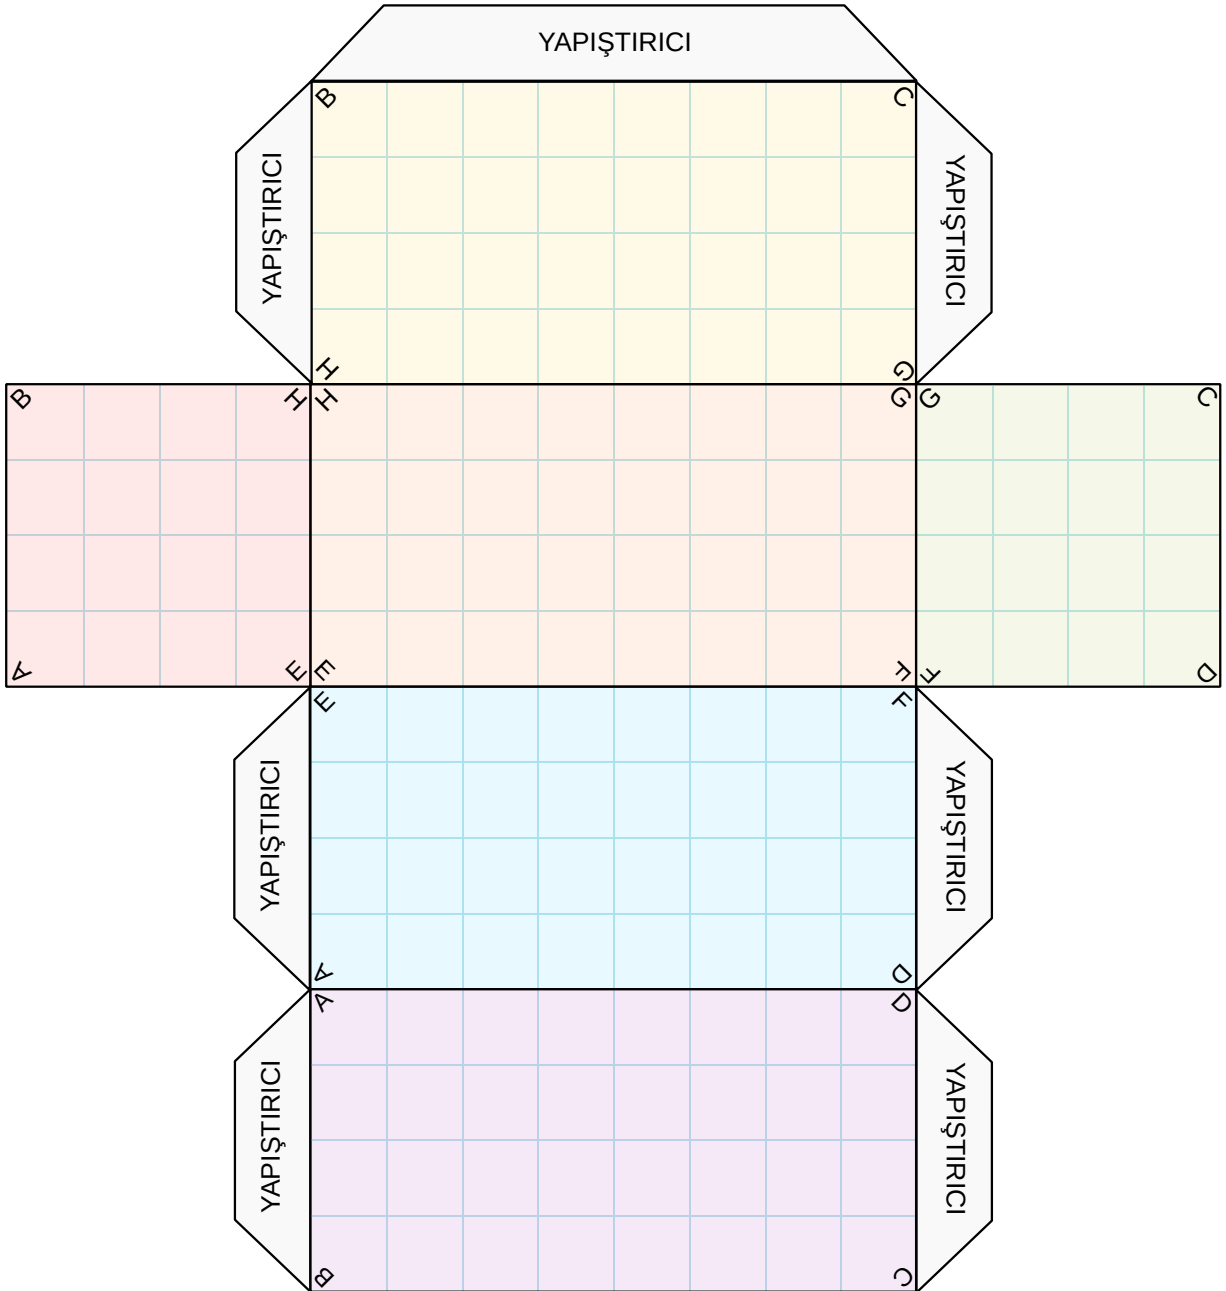 YAPIŞTIRICI
B C
YAPIŞTIRICI YAPIŞTIRICI
H G
B H H G G C
A E E F F D
E F
YAPIŞTIRICI YAPIŞTIRICI
A D
A D
YAPIŞTIRICI YAPIŞTIRICI
B C